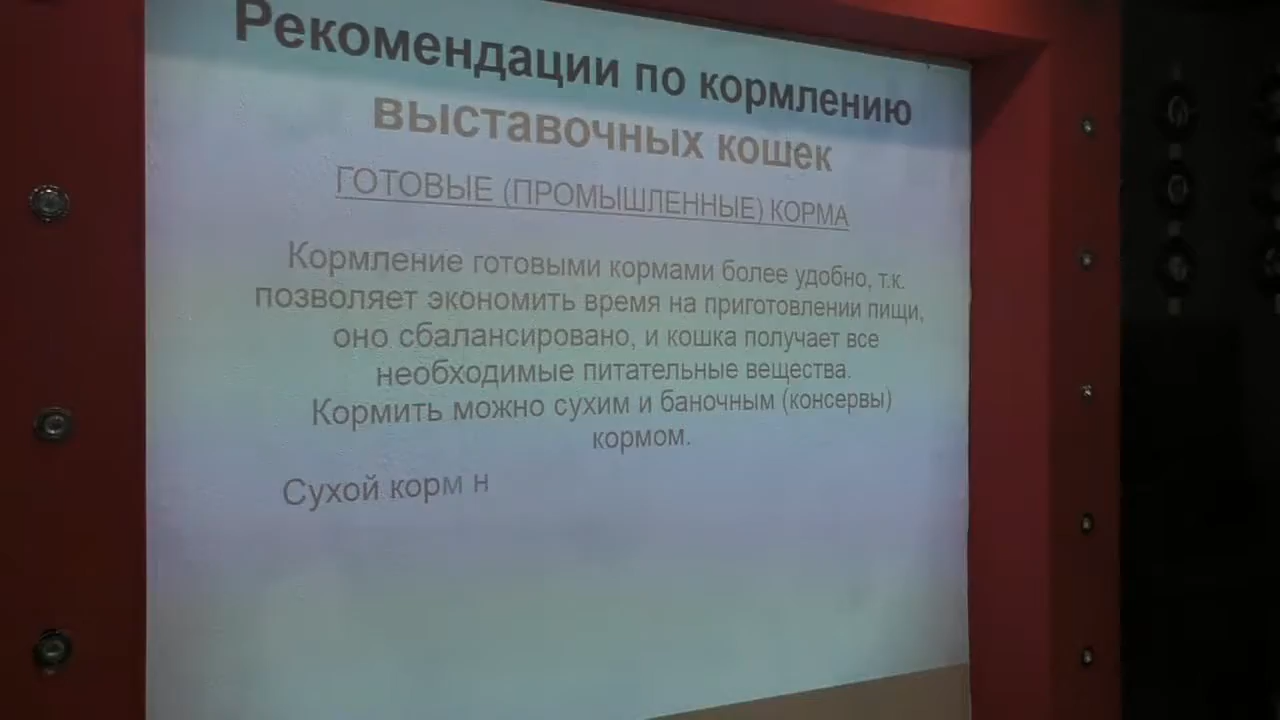 Рекомендации по кормлению
выставочных кошек
ГОТОВЫЕ (ПРОМЫШЛЕННЫЕ) КОРМА
Кормление готовыми кормами более удобно, т.к.
позволяет экономить время на приготовлении пищи,
оно сбалансировано, и кошка получает все
необходимые питательные вещества.
Кормить можно сухим и баночным (консервы)
кормом.
Сухой корм н